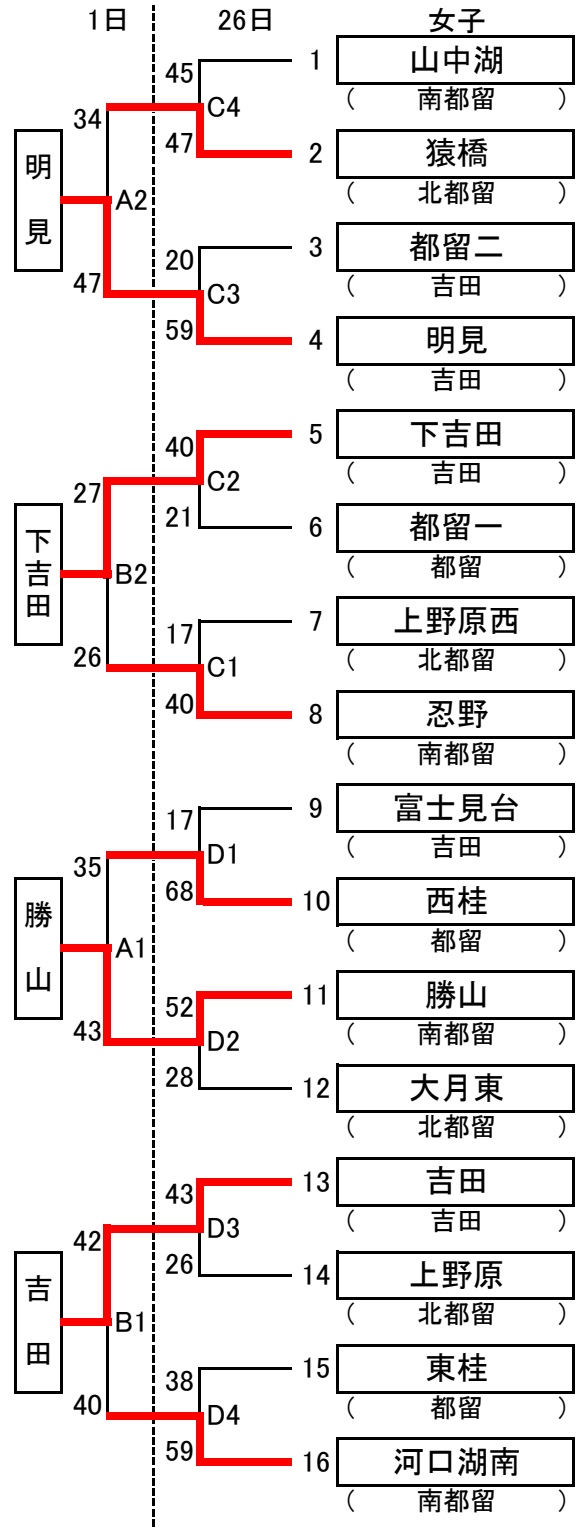 1日 26日 女子
45 1 山中湖
34 C4 ( 南都留 )
47 2 猿橋
明見 A2 ( 北都留 )
20 3 都留二
47 C3 ( 吉田 )
59 4 明見
( 吉田 )
40 5 下吉田
27 C2 ( 吉田 )
21 6 都留一
下吉田 B2 ( 都留 )
17 7 上野原西
26 C1 ( 北都留 )
40 8 忍野
( 南都留 )
17 9 富士見台
35 D1 ( 吉田 )
68 10 西桂
勝山 A1 ( 都留 )
52 11 勝山
43 D2 ( 南都留 )
28 12 大月東
( 北都留 )
43 13 吉田
42 D3 ( 吉田 )
26 14 上野原
吉田 B1 ( 北都留 )
38 15 東桂
40 D4 ( 都留 )
59 16 河口湖南
( 南都留 )